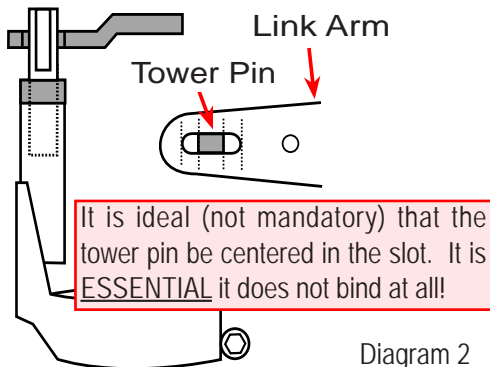 Link Arm
Tower Pin
It is ideal (not mandatory) that the
tower pin be centered in the slot. It is
ESSENTIAL it does not bind at all!
Diagram 2